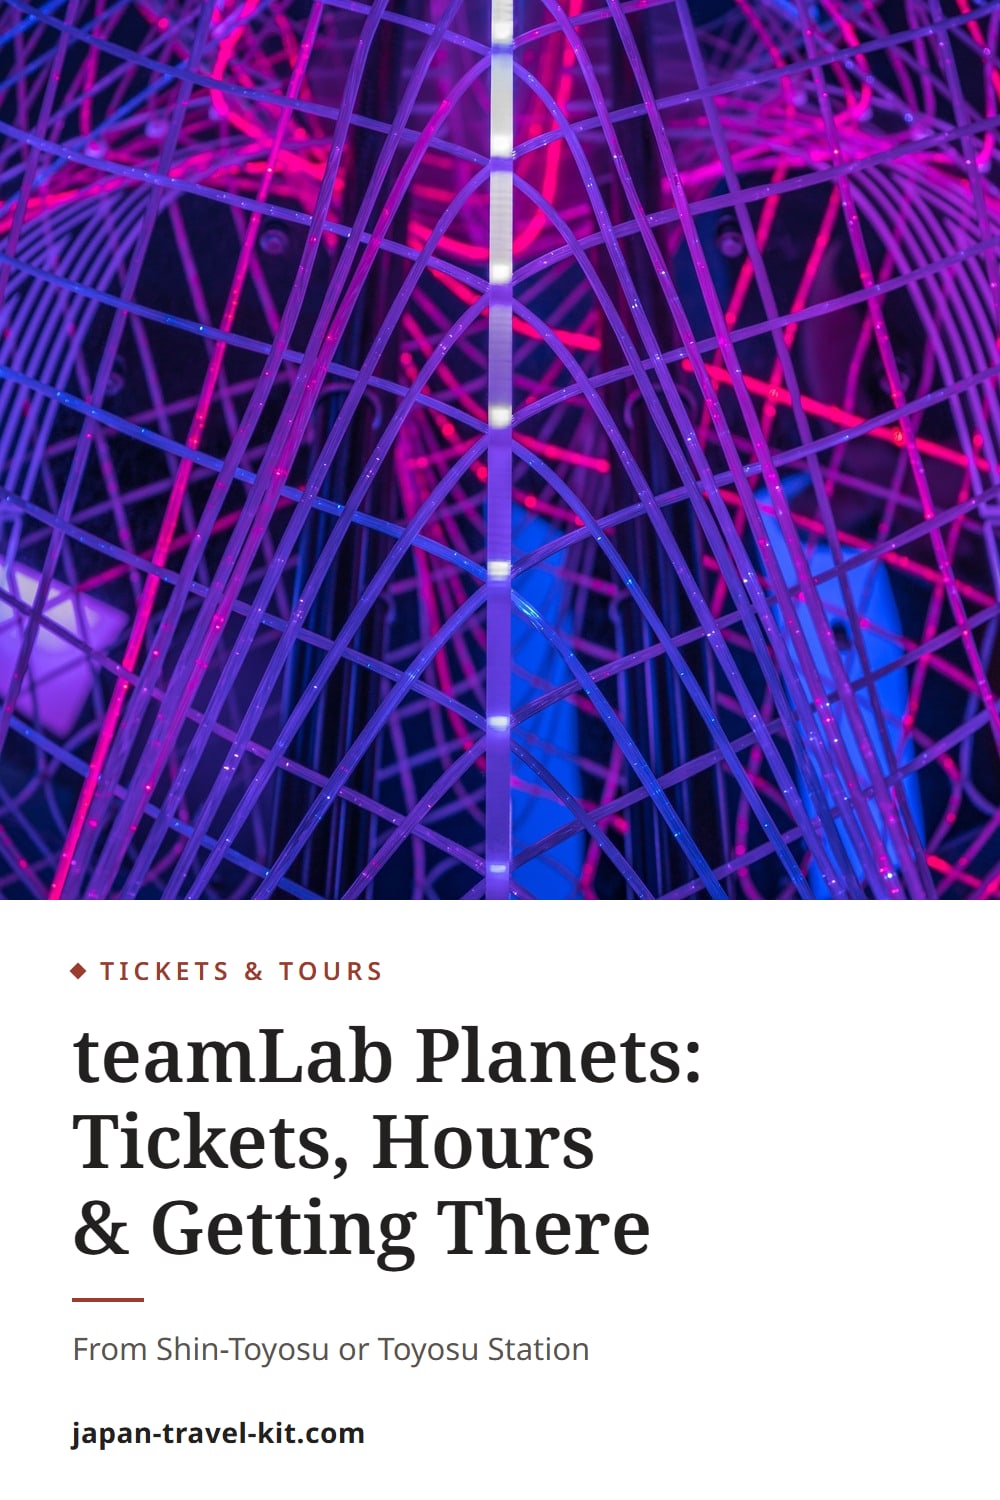 TICKETS & TOURS
teamLab Planets:
Tickets, Hours
& Getting There
From Shin-Toyosu or Toyosu Station
japan-travel-kit.com